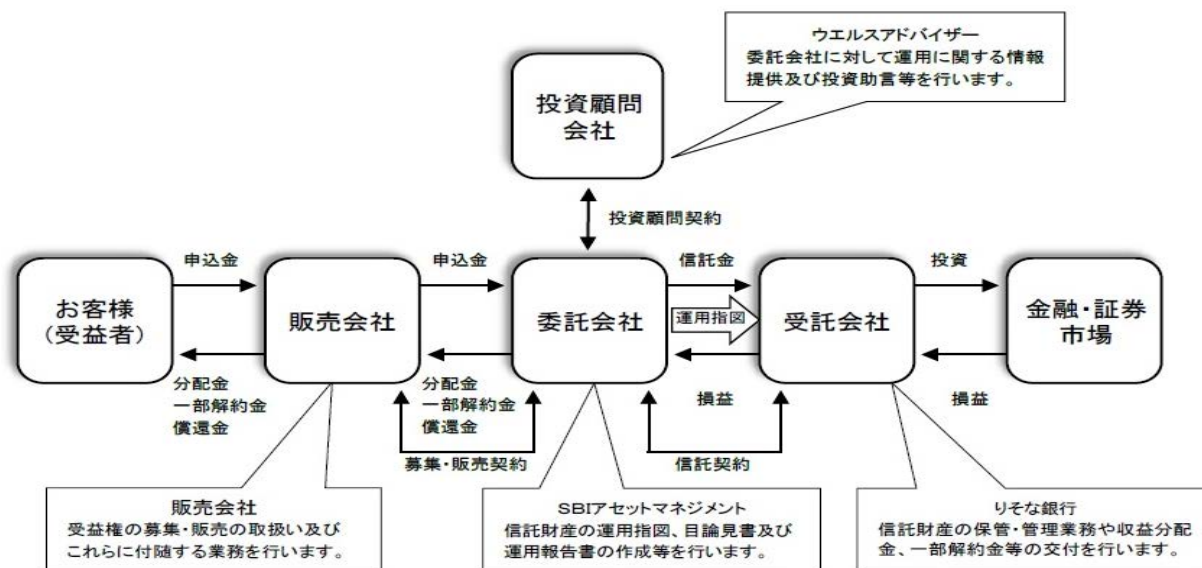 ウエルスアドバイザー
委託会社に対して運用に関する情報
提供及び投資助言等を行います。
投資顧問
会社
投資顧問契約
申込金
申込金
信託金
投資
お客様
(受益者)
販売会社
委託会社
運用指図
受託会社
金融・証券
市場
分配金
一部解約金
償還金
分配金
一部解約金
償還金
損益
損益
募集・販売契約
信託契約
販売会社
受益権の募集・販売の取扱い及び
これらに付随する業務を行います。
SBIアセットマネジメント
信託財産の運用指図、目論見書及び
運用報告書の作成等を行います。
りそな銀行
信託財産の保管・管理業務や収益分配
金、一部解約金等の交付を行います。